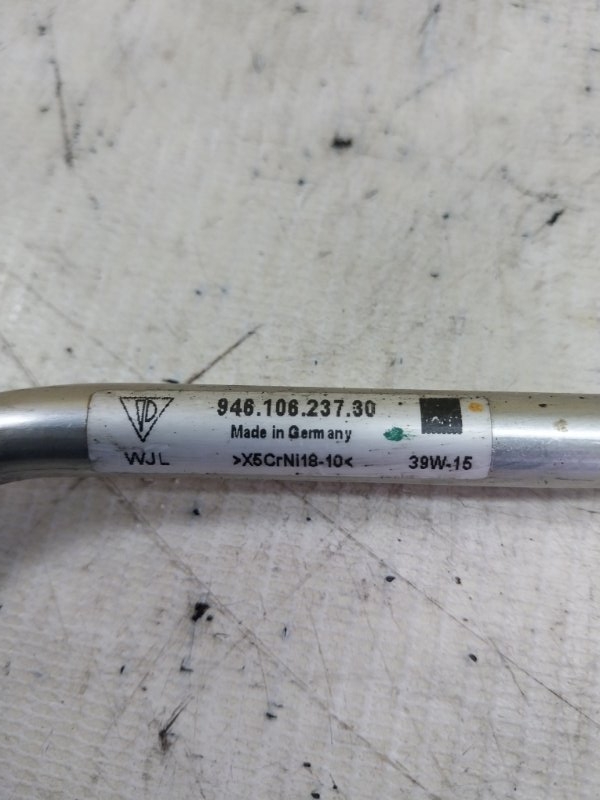 946.106.237.30
Made in Germany
WJL >X5CrNi18-10< 39W-15